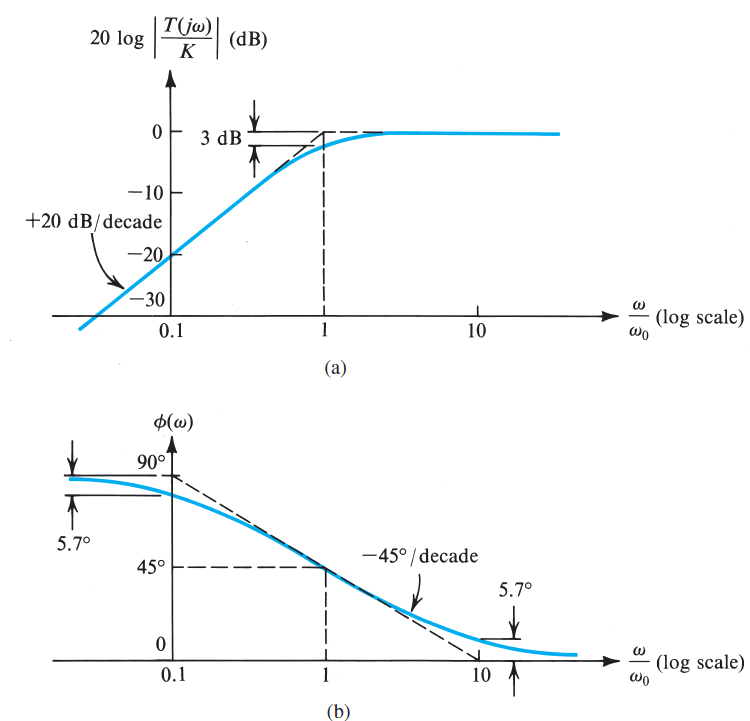 20 log |T(jω)/K| (dB)
0
3 dB
−10
+20 dB/decade
−20
−30
0.1
1
10
ω/ω₀ (log scale)
(a)
ϕ(ω)
90°
5.7°
45°
−45°/decade
5.7°
0
0.1
1
10
ω/ω₀ (log scale)
(b)